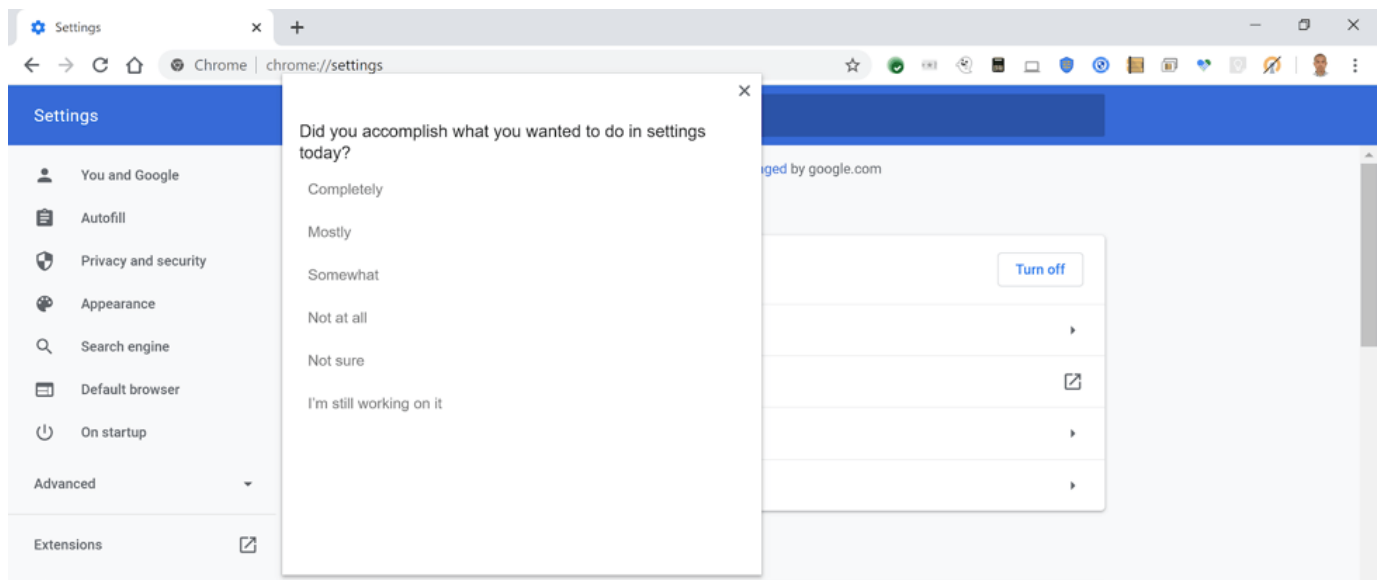 Settings
Chrome | chrome://settings
Settings
Did you accomplish what you wanted to do in settings
today?
Completely
Mostly
Somewhat
Not at all
Not sure
I'm still working on it
You and Google
Autofill
Privacy and security
Appearance
Search engine
Default browser
On startup
Advanced
Extensions
by google.com
Turn off